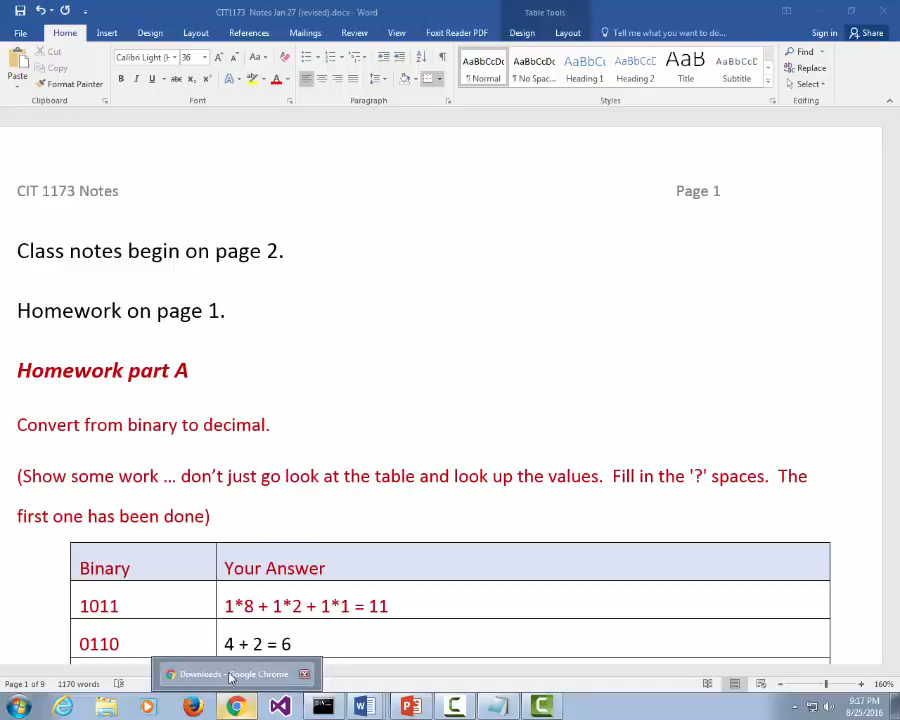 CIT1173 Notes Jan 27 (revised).docx - Word
Table Tools
File Home Insert Draw Design Layout References Mailings Review View Foxit Reader PDF Design Layout Tell me what you want to do... Sign in Share
Paste
Cut
Copy
Format Painter
Clipboard
Calibri Light (H 36
Font
Paragraph
AaBbCcDc AaBbCcDc AaBbCc AaBbCcC AaB AaBbCcD
¶ Normal ¶ No Spac... Heading 1 Heading 2 Title Subtitle
Styles
Find
Replace
Select
Editing
CIT 1173 Notes Page 1
Class notes begin on page 2.
Homework on page 1.
Homework part A
Convert from binary to decimal.
(Show some work ... don’t just go look at the table and look up the values. Fill in the '?' spaces. The
first one has been done)
Binary Your Answer
1011 1*8 + 1*2 + 1*1 = 11
0110 4 + 2 = 6
Downloads - Google Chrome
Page 1 of 9 1170 words 160%
9:17 PM
8/25/2016